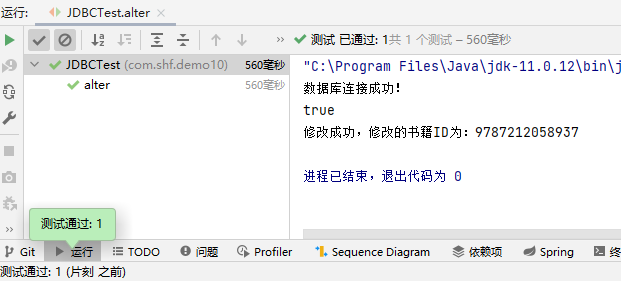 运行: JDBCTest.alter
测试 已通过: 1共 1 个测试 – 560毫秒
JDBCTest (com.shf.demo10) 560毫秒
alter 560毫秒
"C:\Program Files\Java\jdk-11.0.12\bin\j
数据库连接成功!
true
修改成功，修改的书籍ID为: 9787212058937
进程已结束，退出代码为 0
测试通过: 1
Git 运行 TODO 问题 Profiler Sequence Diagram 依赖项 Spring 终
测试通过: 1 (片刻 之前)